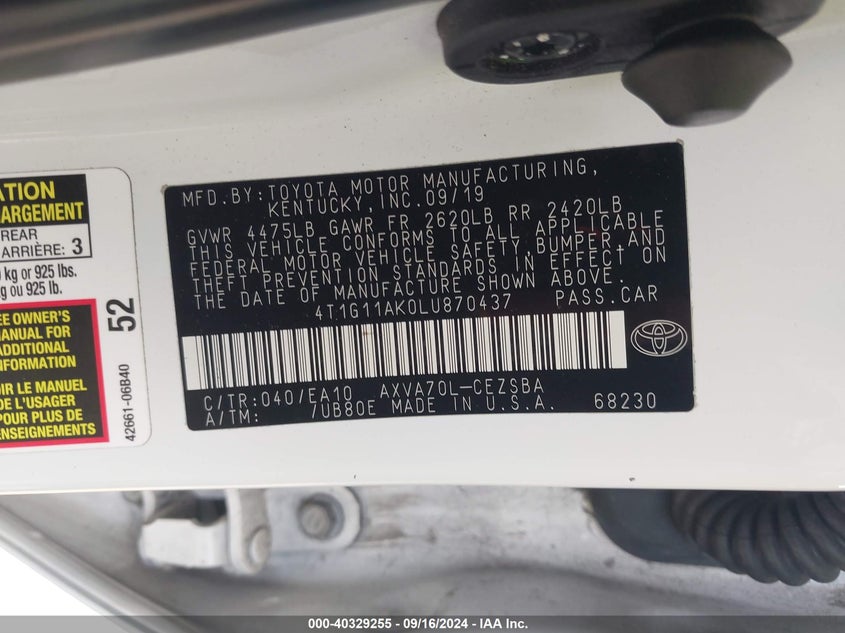 ATION
HARGEMENT
REAR
ARRIÈRE: 3
kg or 925 lbs.
g ou 925 lb.
EE OWNER'S
MANUAL FOR
ADDITIONAL
INFORMATION
OIR LE MANUEL
POUR PLUS DE
ENSEIGNEMENTS
52
42661-06B40
MFD.BY:TOYOTA MOTOR MANUFACTURING,
KENTUCKY,INC.09/19
GVWR 4475LB GAWR FR 2620LB RR 2420LB
THIS VEHICLE CONFORMS TO ALL APPLICABLE
FEDERAL MOTOR VEHICLE SAFETY,BUMPER,AND
THEFT PREVENTION STANDARDS IN EFFECT ON
THE DATE OF MANUFACTURE SHOWN ABOVE.
4T1G11AK0LU870437 PASS.CAR
C/TR:040/EA10 AXVA70L-CEZSBA
A/TM: 7UB80E MADE IN U.S.A. 68230
000-40329255 - 09/16/2024 - IAA Inc.